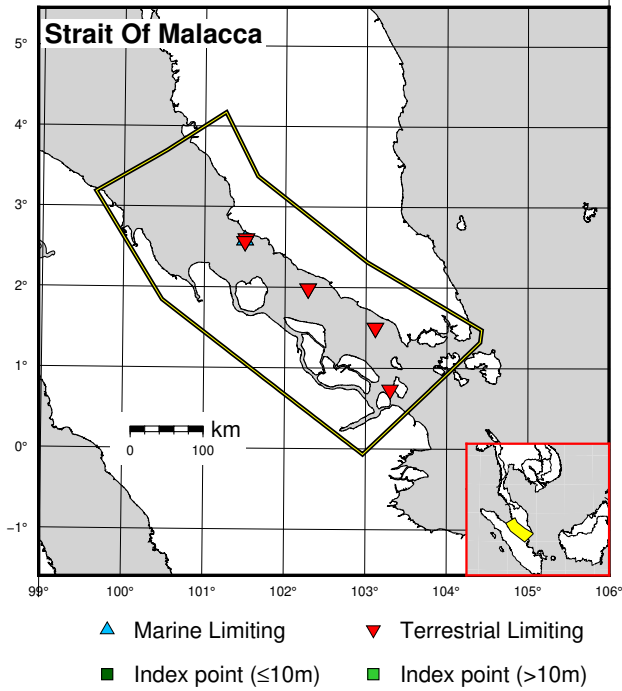 Strait Of Malacca
5°
4°
3°
2°
1°
0°
−1°
km
0 100
99° 100° 101° 102° 103° 104° 105° 106°
Marine Limiting
Terrestrial Limiting
Index point (≤10m)
Index point (>10m)